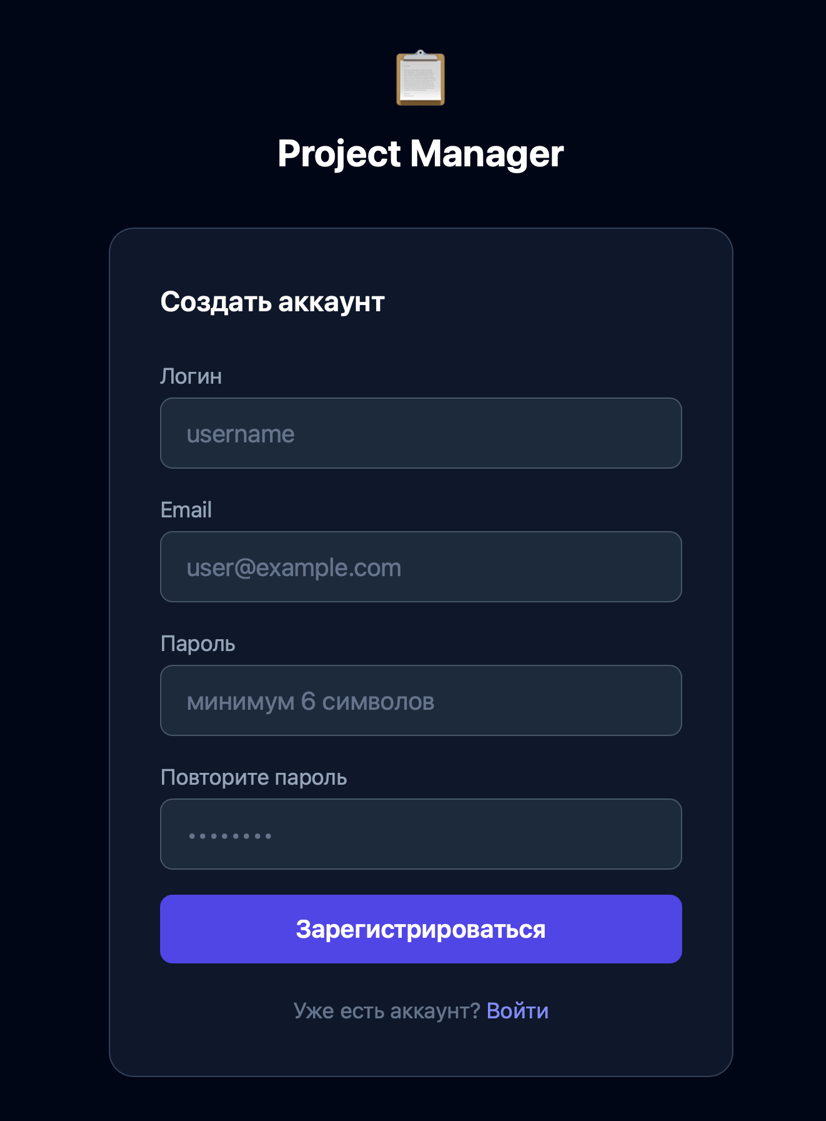 Project Manager
Создать аккаунт
Логин
username
Email
user@example.com
Пароль
минимум 6 символов
Повторите пароль
••••••••
Зарегистрироваться
Уже есть аккаунт? Войти